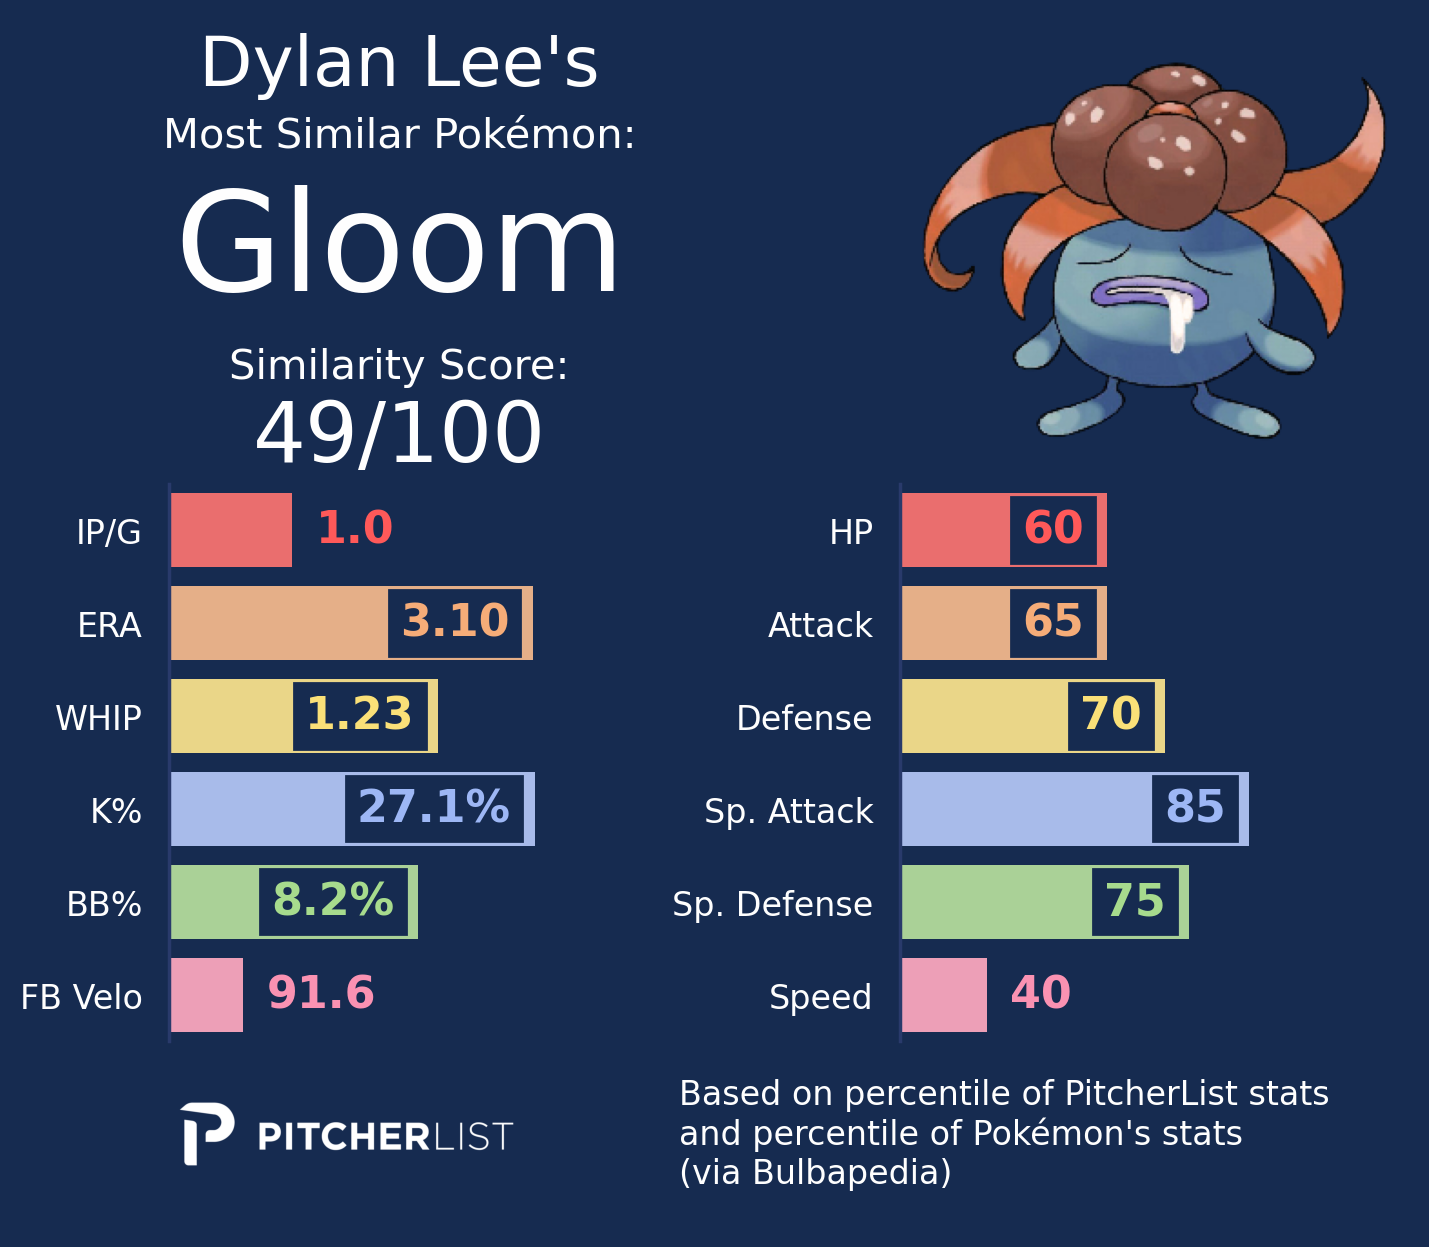 Dylan Lee's
Most Similar Pokémon:
Gloom
Similarity Score:
49/100
IP/G 1.0
ERA 3.10
WHIP 1.23
K% 27.1%
BB% 8.2%
FB Velo 91.6
HP 60
Attack 65
Defense 70
Sp. Attack 85
Sp. Defense 75
Speed 40
PITCHERLIST
Based on percentile of PitcherList stats
and percentile of Pokémon's stats
(via Bulbapedia)